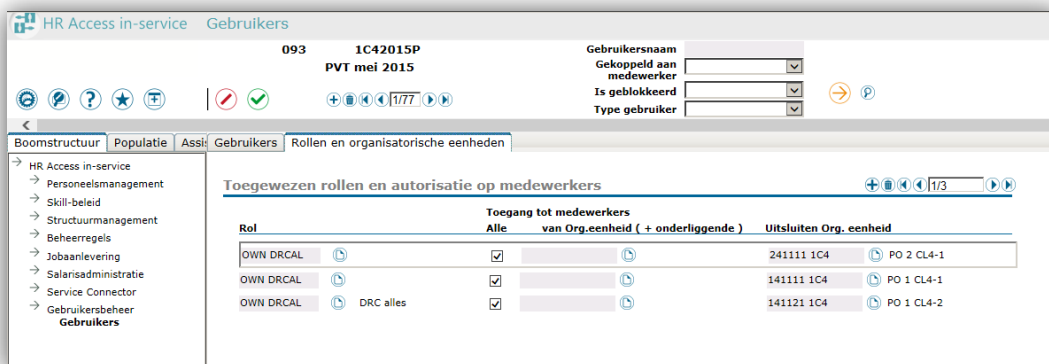 HR Access in-service Gebruikers
093 1C42015P
PVT mei 2015
Gebruikersnaam
Gekoppeld aan medewerker
Is geblokkeerd
Type gebruiker
1/77
Boomstructuur Populatie Assis Gebruikers Rollen en organisatorische eenheden
HR Access in-service
Personeelsmanagement
Skill-beleid
Structuurmanagement
Beheerregels
Jobaanlevering
Salarisadministratie
Service Connector
Gebruikersbeheer
Gebruikers
Toegewezen rollen en autorisatie op medewerkers 1/3
Toegang tot medewerkers
Rol Alle van Org.eenheid ( + onderliggende ) Uitsluiten Org. eenheid
OWN DRCAL 241111 1C4 PO 2 CL4-1
OWN DRCAL 141111 1C4 PO 1 CL4-1
OWN DRCAL DRC alles 141121 1C4 PO 1 CL4-2